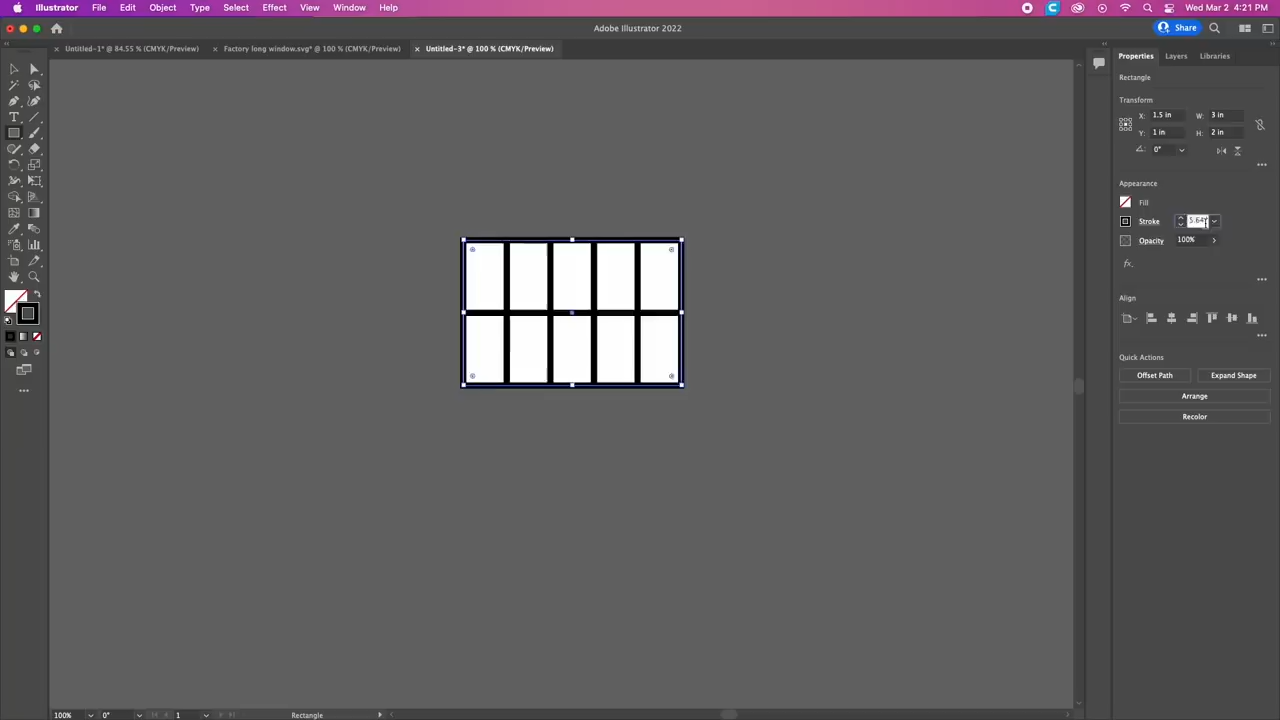 Illustrator File Edit Object Type Select Effect View Window Help Wed Mar 2 4:21 PM
Adobe Illustrator 2022
Share
× Untitled-1* @ 84.55 % (CMYK/Preview) × Factory long window.svg* @ 100 % (CMYK/Preview) × Untitled-3* @ 100 % (CMYK/Preview)
Properties Layers Libraries
Rectangle
Transform
X: 1.5 in W: 3 in
Y: 1 in H: 2 in
0°
Appearance
Fill
Stroke
Opacity 100%
fx.
Align
Quick Actions
Offset Path Expand Shape
Arrange
Recolor
100% 0° 1 Rectangle